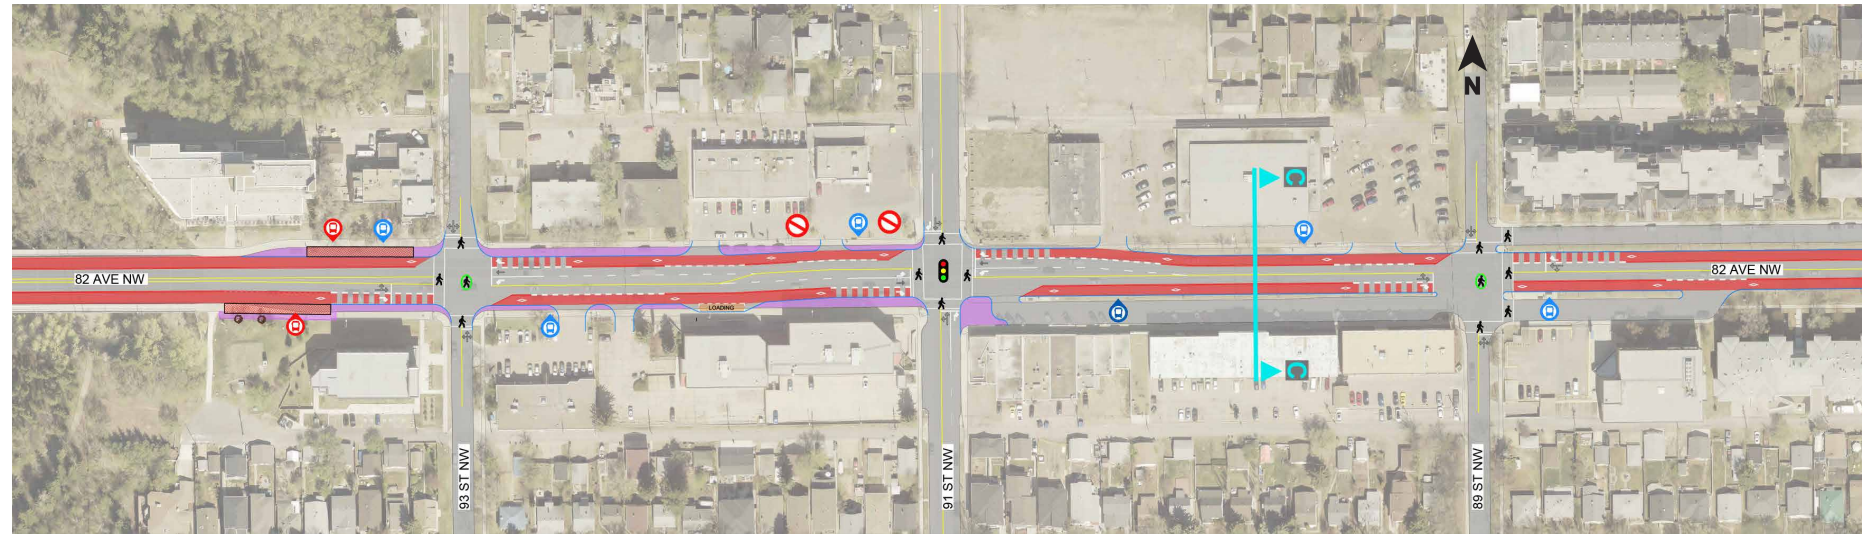 N
C
82 AVE NW
82 AVE NW
LOADING
C
93 ST NW
91 ST NW
89 ST NW